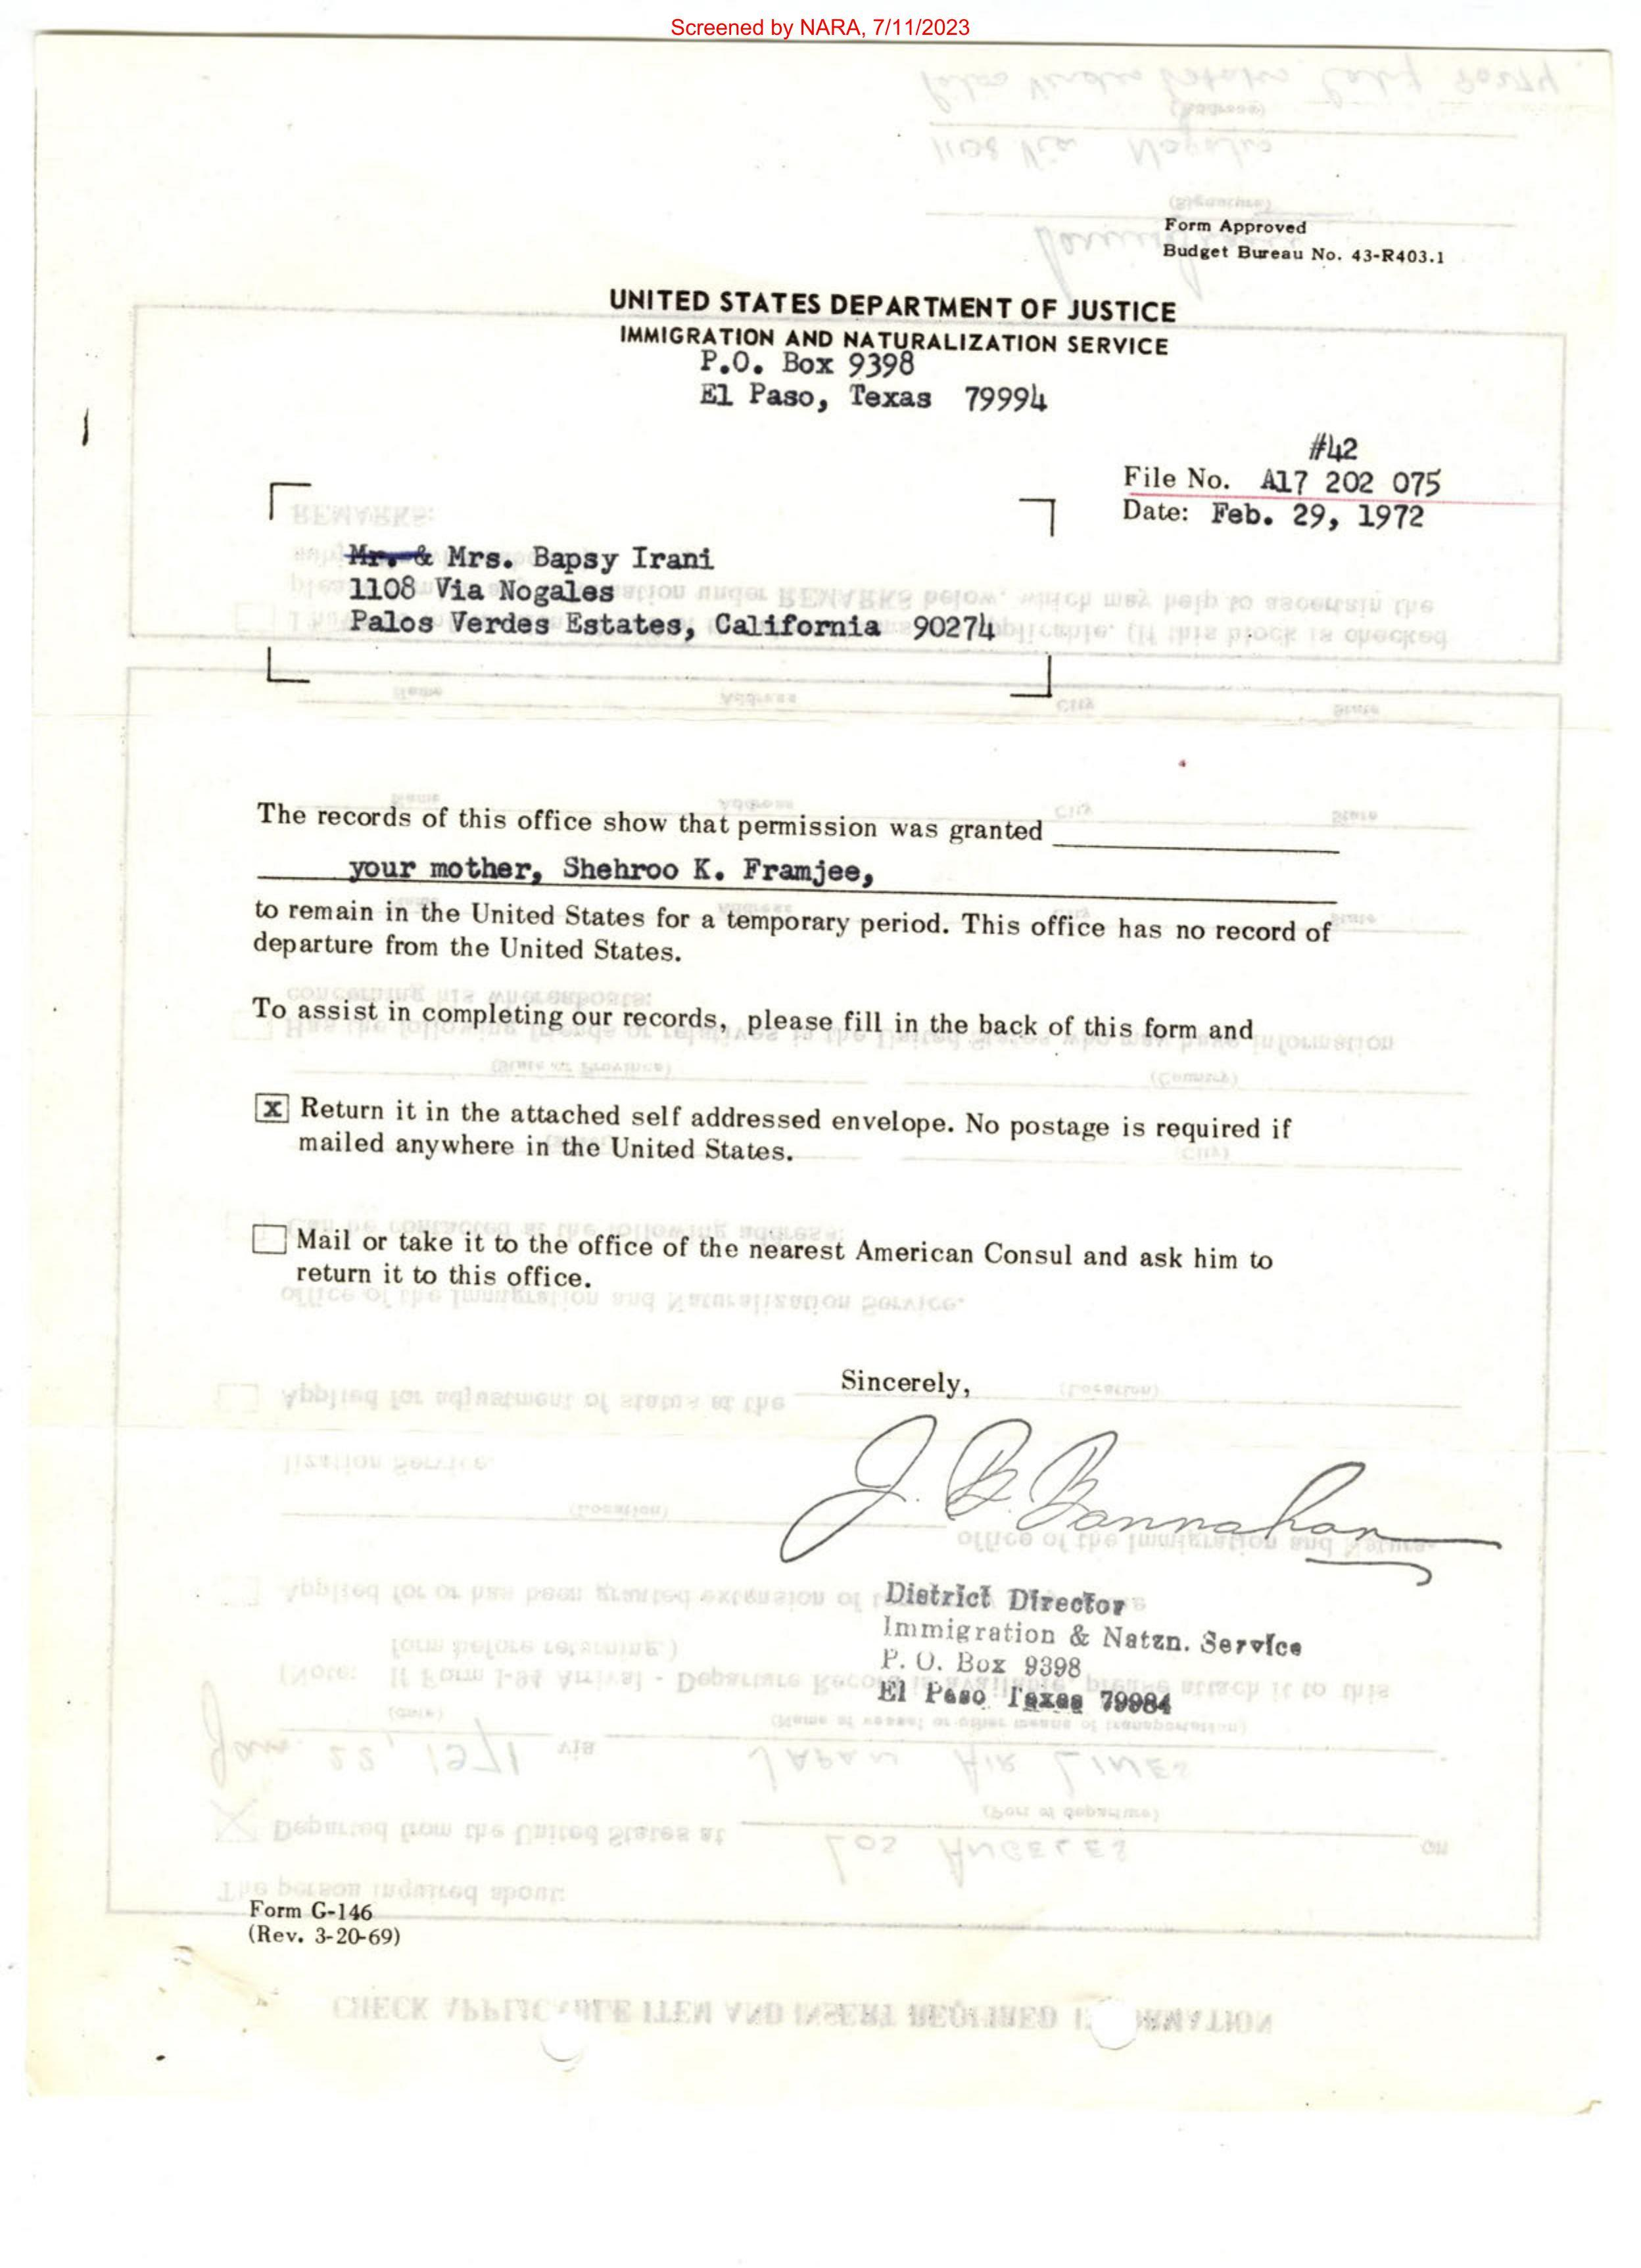 Screened by NARA, 7/11/2023
Form Approved
Budget Bureau No. 43-R403.1
UNITED STATES DEPARTMENT OF JUSTICE
IMMIGRATION AND NATURALIZATION SERVICE
P.O. Box 9398
El Paso, Texas 79994
#42
File No. A17 202 075
Date: Feb. 29, 1972
Mr. & Mrs. Bapsy Irani
1108 Via Nogales
Palos Verdes Estates, California 90274
The records of this office show that permission was granted
your mother, Shehroo K. Framjee,
to remain in the United States for a temporary period. This office has no record of
departure from the United States.
To assist in completing our records, please fill in the back of this form and
x Return it in the attached self addressed envelope. No postage is required if
mailed anywhere in the United States.
Mail or take it to the office of the nearest American Consul and ask him to
return it to this office.
Sincerely,
J. B. Bannahan
District Director
Immigration & Natzn. Service
P. O. Box 9398
El Paso Texas 79984
Form G-146
(Rev. 3-20-69)